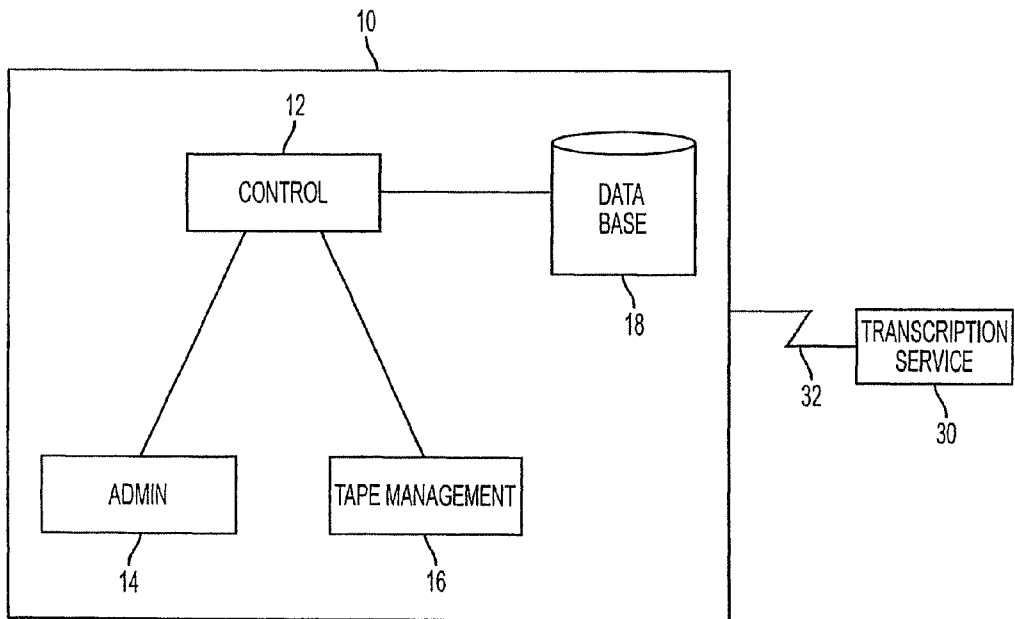 10
12
CONTROL
DATA
BASE
18
TRANSCRIPTION
SERVICE
32
30
ADMIN
TAPE MANAGEMENT
14
16